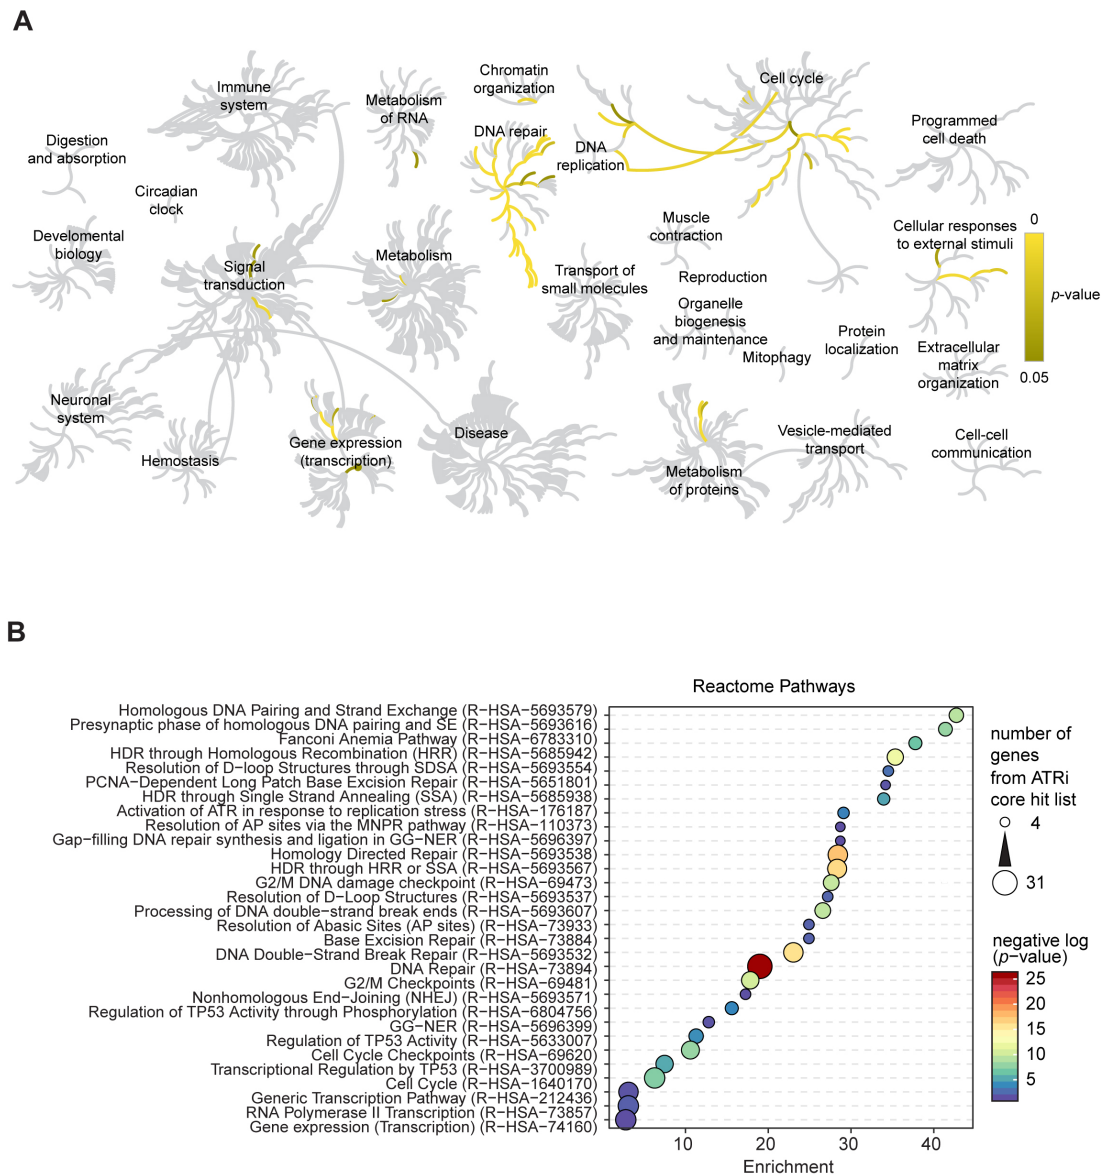 A
Immune
system
Metabolism
of RNA
Chromatin
organization
Cell cycle
Digestion
and absorption
DNA repair
DNA
replication
Programmed
cell death
Circadian
clock
Develomental
biology
Signal
transduction
Metabolism
Transport of
small molecules
Muscle
contraction
Reproduction
Organelle
biogenesis
and maintenance
Mitophagy
Protein
localization
Cellular responses
to external stimuli
Extracellular
matrix
organization
0
p-value
0.05
Neuronal
system
Hemostasis
Gene expression
(transcription)
Disease
Metabolism
of proteins
Vesicle-mediated
transport
Cell-cell
communication
B
Reactome Pathways
Homologous DNA Pairing and Strand Exchange (R-HSA-5693579)
Presynaptic phase of homologous DNA pairing and SE (R-HSA-5693616)
Fanconi Anemia Pathway (R-HSA-6783310)
HDR through Homologous Recombination (HRR) (R-HSA-5685942)
Resolution of D-loop Structures through SDSA (R-HSA-5693554)
PCNA-Dependent Long Patch Base Excision Repair (R-HSA-5651801)
HDR through Single Strand Annealing (SSA) (R-HSA-5685938)
Activation of ATR in response to replication stress (R-HSA-176187)
Resolution of AP sites via the MNPR pathway (R-HSA-110373)
Gap-filling DNA repair synthesis and ligation in GG-NER (R-HSA-5696397)
Homology Directed Repair (R-HSA-5693538)
HDR through HRR or SSA (R-HSA-5693567)
G2/M DNA damage checkpoint (R-HSA-69473)
Resolution of D-Loop Structures (R-HSA-5693537)
Processing of DNA double-strand break ends (R-HSA-5693607)
Resolution of Abasic Sites (AP sites) (R-HSA-73933)
Base Excision Repair (R-HSA-73884)
DNA Double-Strand Break Repair (R-HSA-5693532)
DNA Repair (R-HSA-73894)
G2/M Checkpoints (R-HSA-69481)
Nonhomologous End-Joining (NHEJ) (R-HSA-5693571)
Regulation of TP53 Activity through Phosphorylation (R-HSA-6804756)
GG-NER (R-HSA-5696399)
Regulation of TP53 Activity (R-HSA-5633007)
Cell Cycle Checkpoints (R-HSA-69620)
Transcriptional Regulation by TP53 (R-HSA-3700989)
Cell Cycle (R-HSA-1640170)
Generic Transcription Pathway (R-HSA-212436)
RNA Polymerase II Transcription (R-HSA-73857)
Gene expression (Transcription) (R-HSA-74160)
10 20 30 40
Enrichment
number of
genes
from ATRi
core hit list
4
31
negative log
(p-value)
25
20
15
10
5